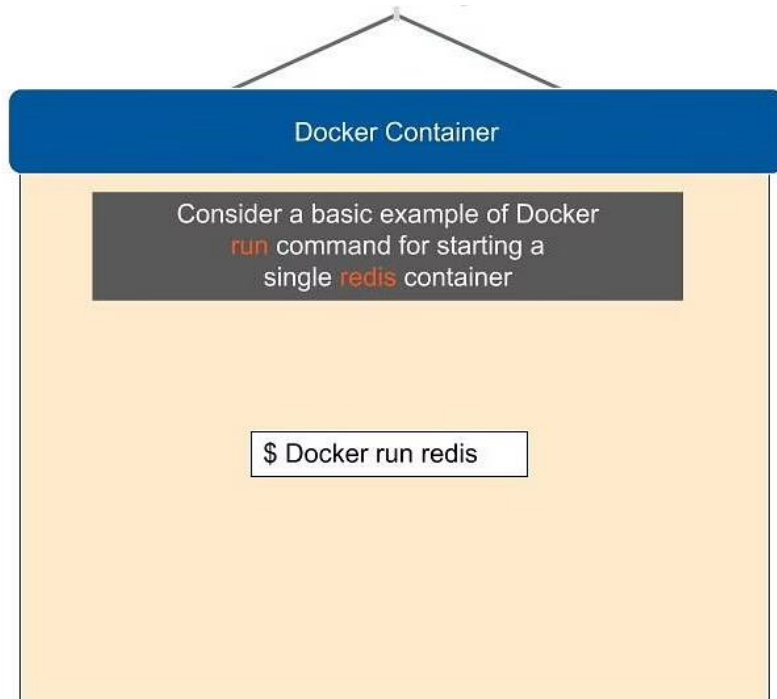 Docker Container
Consider a basic example of Docker
run command for starting a
single redis container
$ Docker run redis